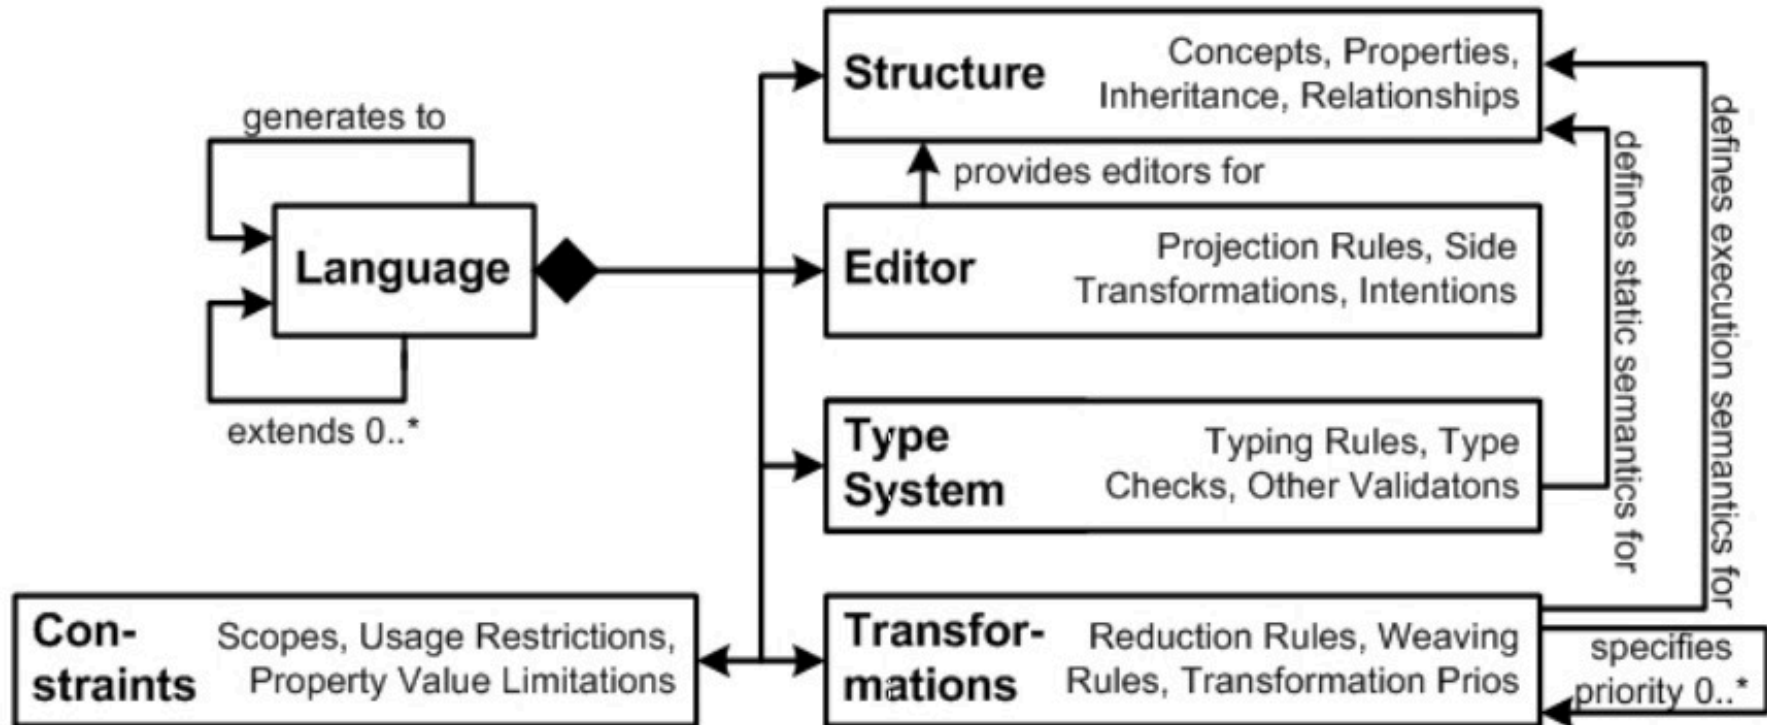 Structure
Concepts, Properties,
Inheritance, Relationships
generates to
provides editors for
Language
Editor
Projection Rules, Side
Transformations, Intentions
extends 0..*
Type
System
Typing Rules, Type
Checks, Other Validatons
defines static semantics for
defines execution semantics for
Con-
straints
Scopes, Usage Restrictions,
Property Value Limitations
Transfor-
mations
Reduction Rules, Weaving
Rules, Transformation Prios
specifies
priority 0..*